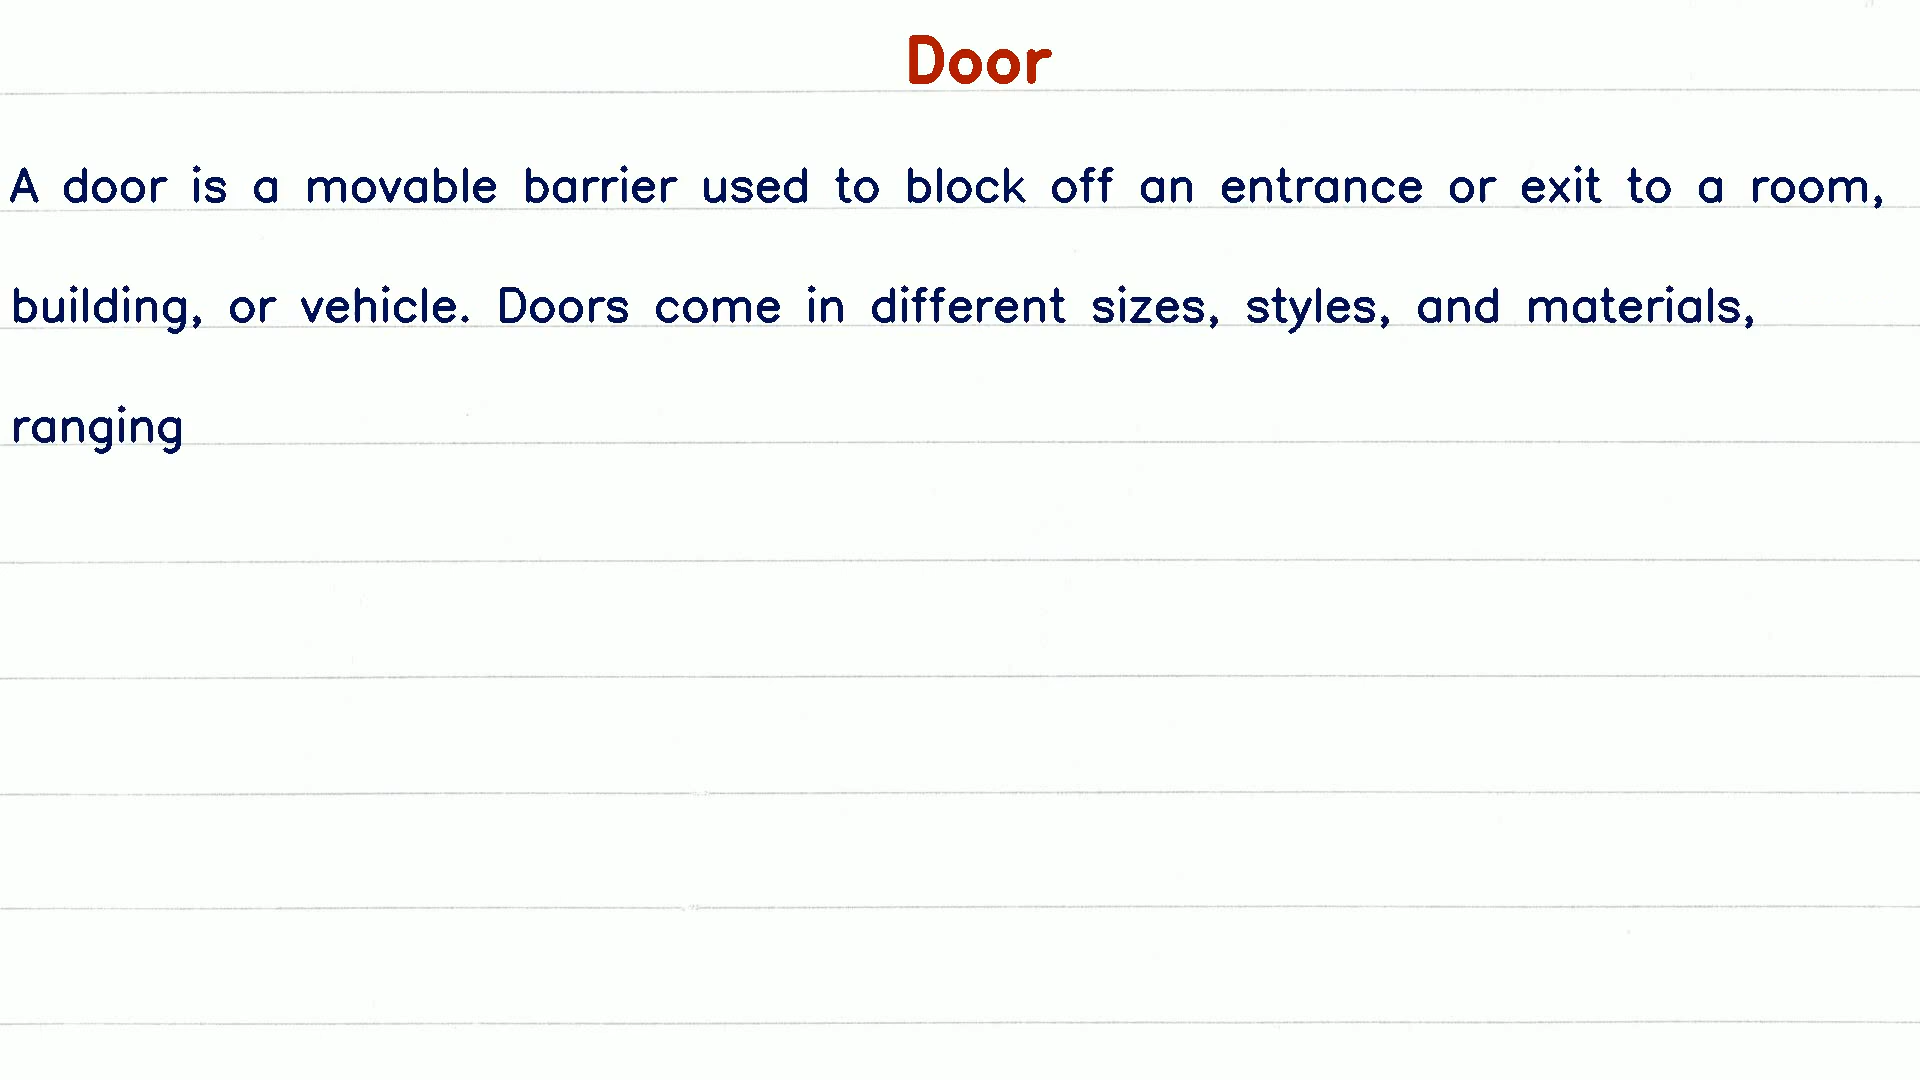 Door
A door is a movable barrier used to block off an entrance or exit to a room,
building, or vehicle. Doors come in different sizes, styles, and materials,
ranging